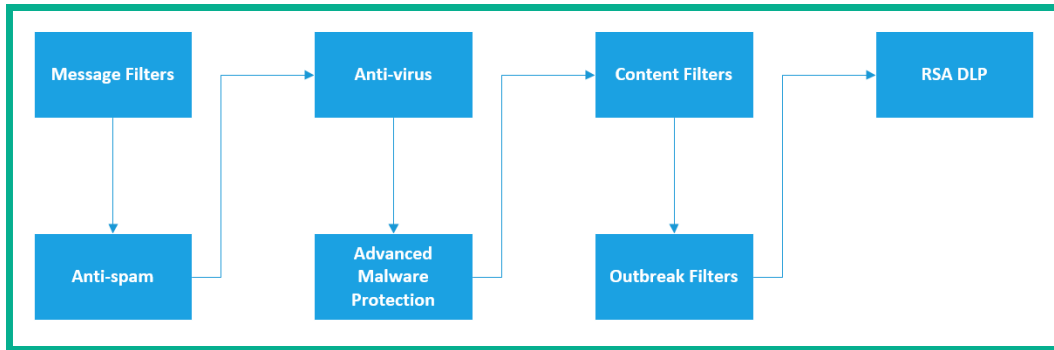 Message Filters
Anti-virus
Content Filters
RSA DLP
Anti-spam
Advanced
Malware
Protection
Outbreak Filters